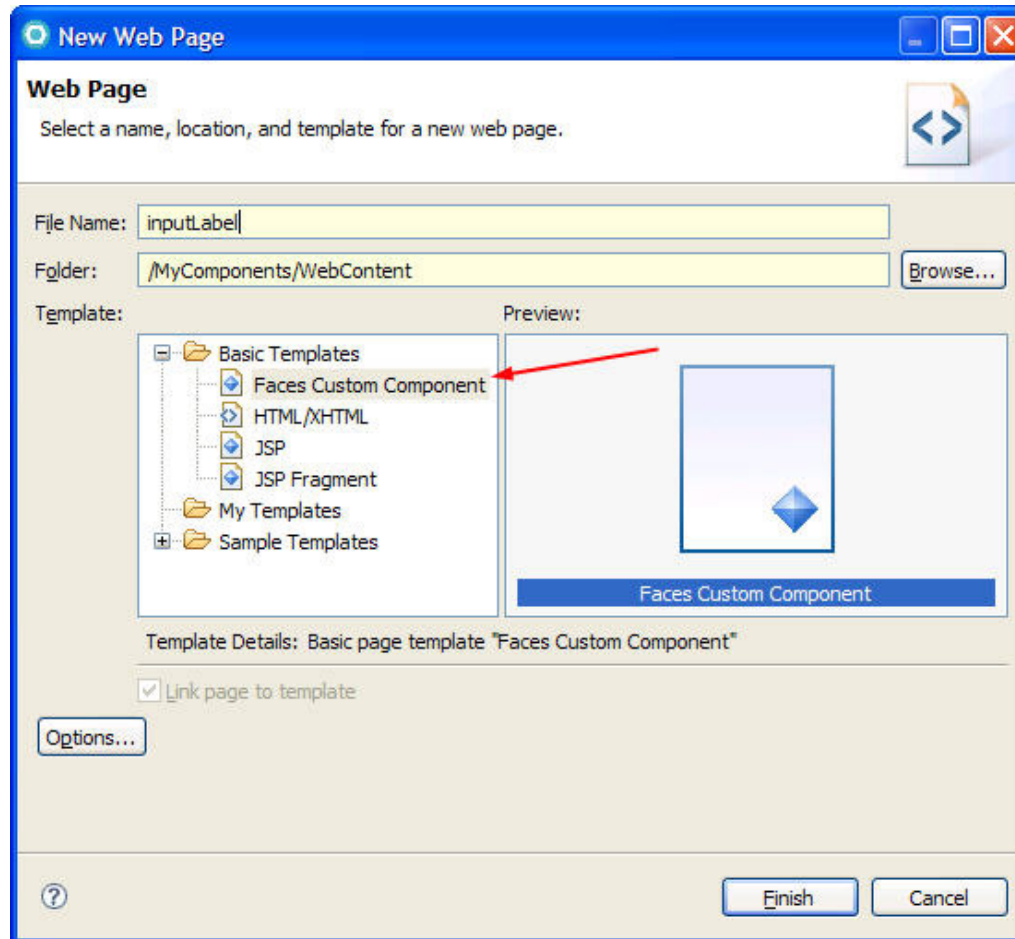 New Web Page
Web Page
Select a name, location, and template for a new web page.
File Name: inputLabel
Folder: /MyComponents/WebContent Browse...
Template: Preview:
Basic Templates
Faces Custom Component
HTML/XHTML
JSP
JSP Fragment
My Templates
Sample Templates
Faces Custom Component
Template Details: Basic page template "Faces Custom Component"
Link page to template
Options...
Finish Cancel